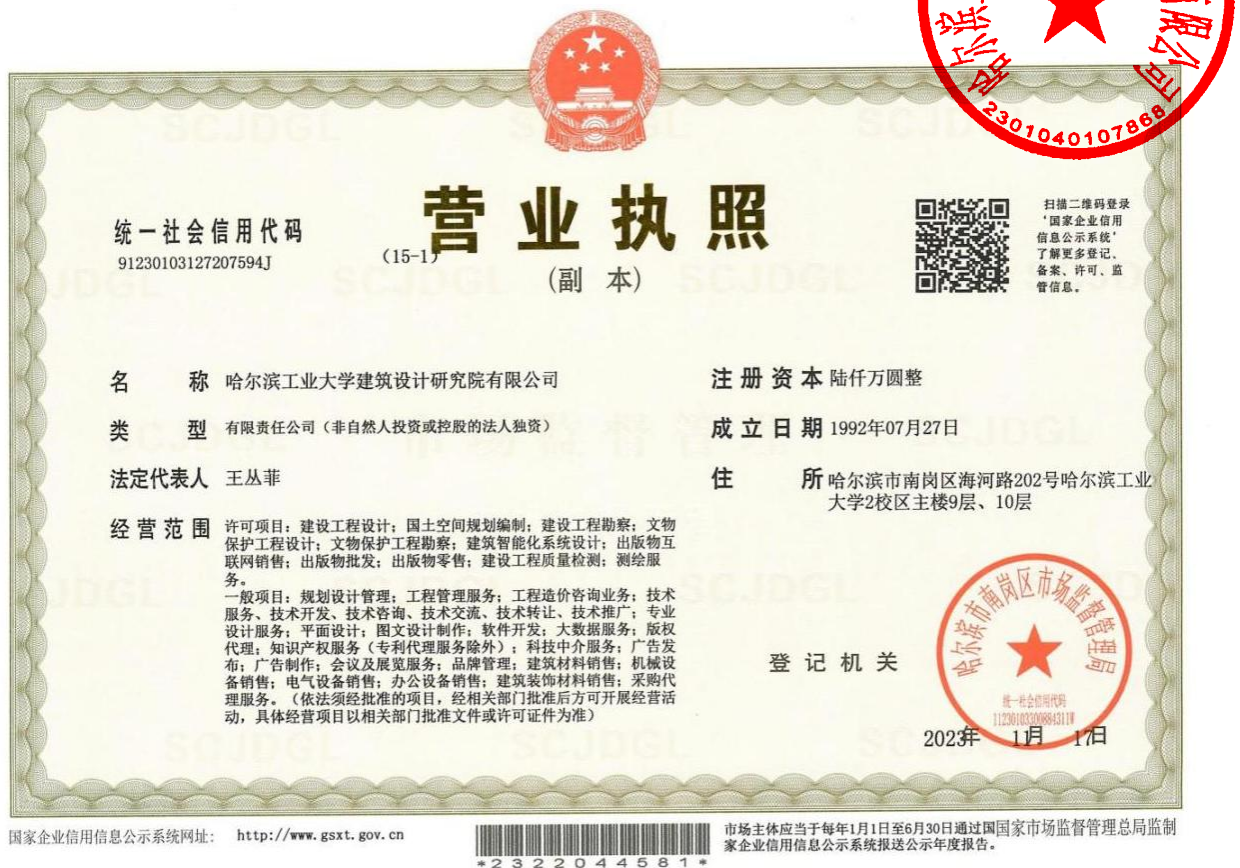 2301040107868
营业执照
(副 本)
(15-1)
统一社会信用代码
91230103127207594J
扫描二维码登录
‘国家企业信用
信息公示系统’
了解更多登记、
备案、许可、监
管信息。
名 称 哈尔滨工业大学建筑设计研究院有限公司
类 型 有限责任公司（非自然人投资或控股的法人独资）
法定代表人 王丛菲
经营范围 许可项目：建设工程设计；国土空间规划编制；建设工程勘察；文物
保护工程设计；文物保护工程勘察；建筑智能化系统设计；出版物互
联网销售；出版物批发；出版物零售；建设工程质量检测；测绘服
务。
一般项目：规划设计管理；工程管理服务；工程造价咨询业务；技术
服务、技术开发、技术咨询、技术交流、技术转让、技术推广；专业
设计服务；平面设计；图文设计制作；软件开发；大数据服务；版权
代理；知识产权服务（专利代理服务除外）；科技中介服务；广告发
布；广告制作；会议及展览服务；品牌管理；建筑材料销售；机械设
备销售；电气设备销售；办公设备销售；建筑装饰材料销售；采购代
理服务。（依法须经批准的项目，经相关部门批准后方可开展经营活
动，具体经营项目以相关部门批准文件或许可证件为准）
注册资本 陆仟万圆整
成立日期 1992年07月27日
住 所 哈尔滨市南岗区海河路202号哈尔滨工业
大学2校区主楼9层、10层
登记机关
哈尔滨市南岗区市场监督管理局
统一社会信用代码
2023年 11月 17日
国家企业信用信息公示系统网址： http://www.gsxt.gov.cn
*2322044581*
市场主体应当于每年1月1日至6月30日通过国
家企业信用信息公示系统报送公示年度报告。
国家市场监督管理总局监制